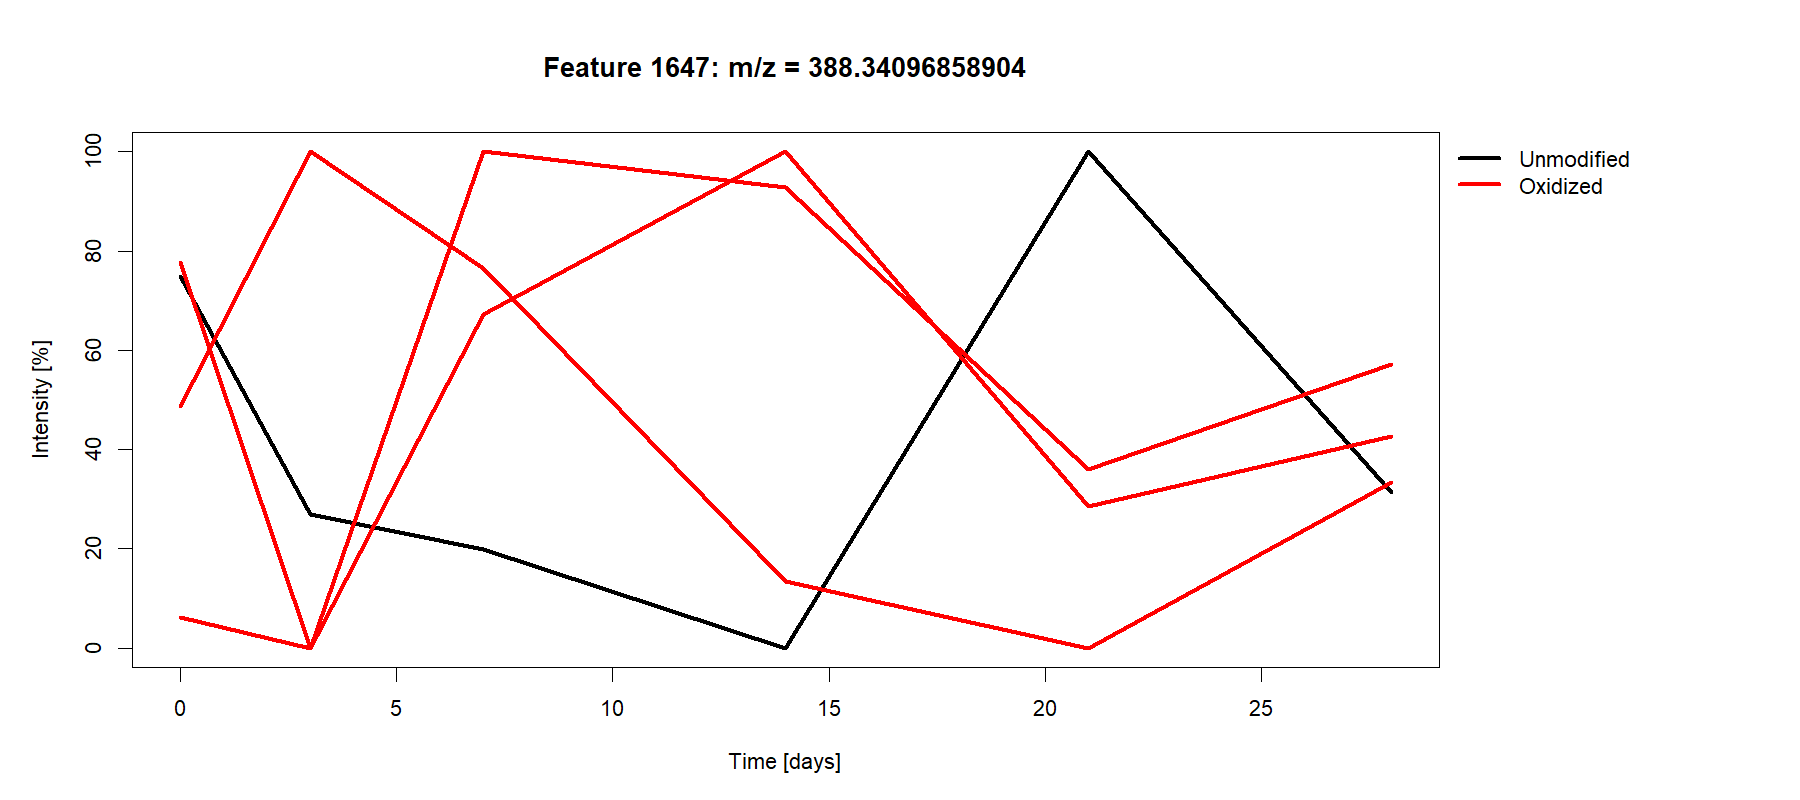 Feature 1647: m/z = 388.34096858904
Unmodified
Oxidized
Intensity [%]
100
80
60
40
20
0
0 5 10 15 20 25
Time [days]